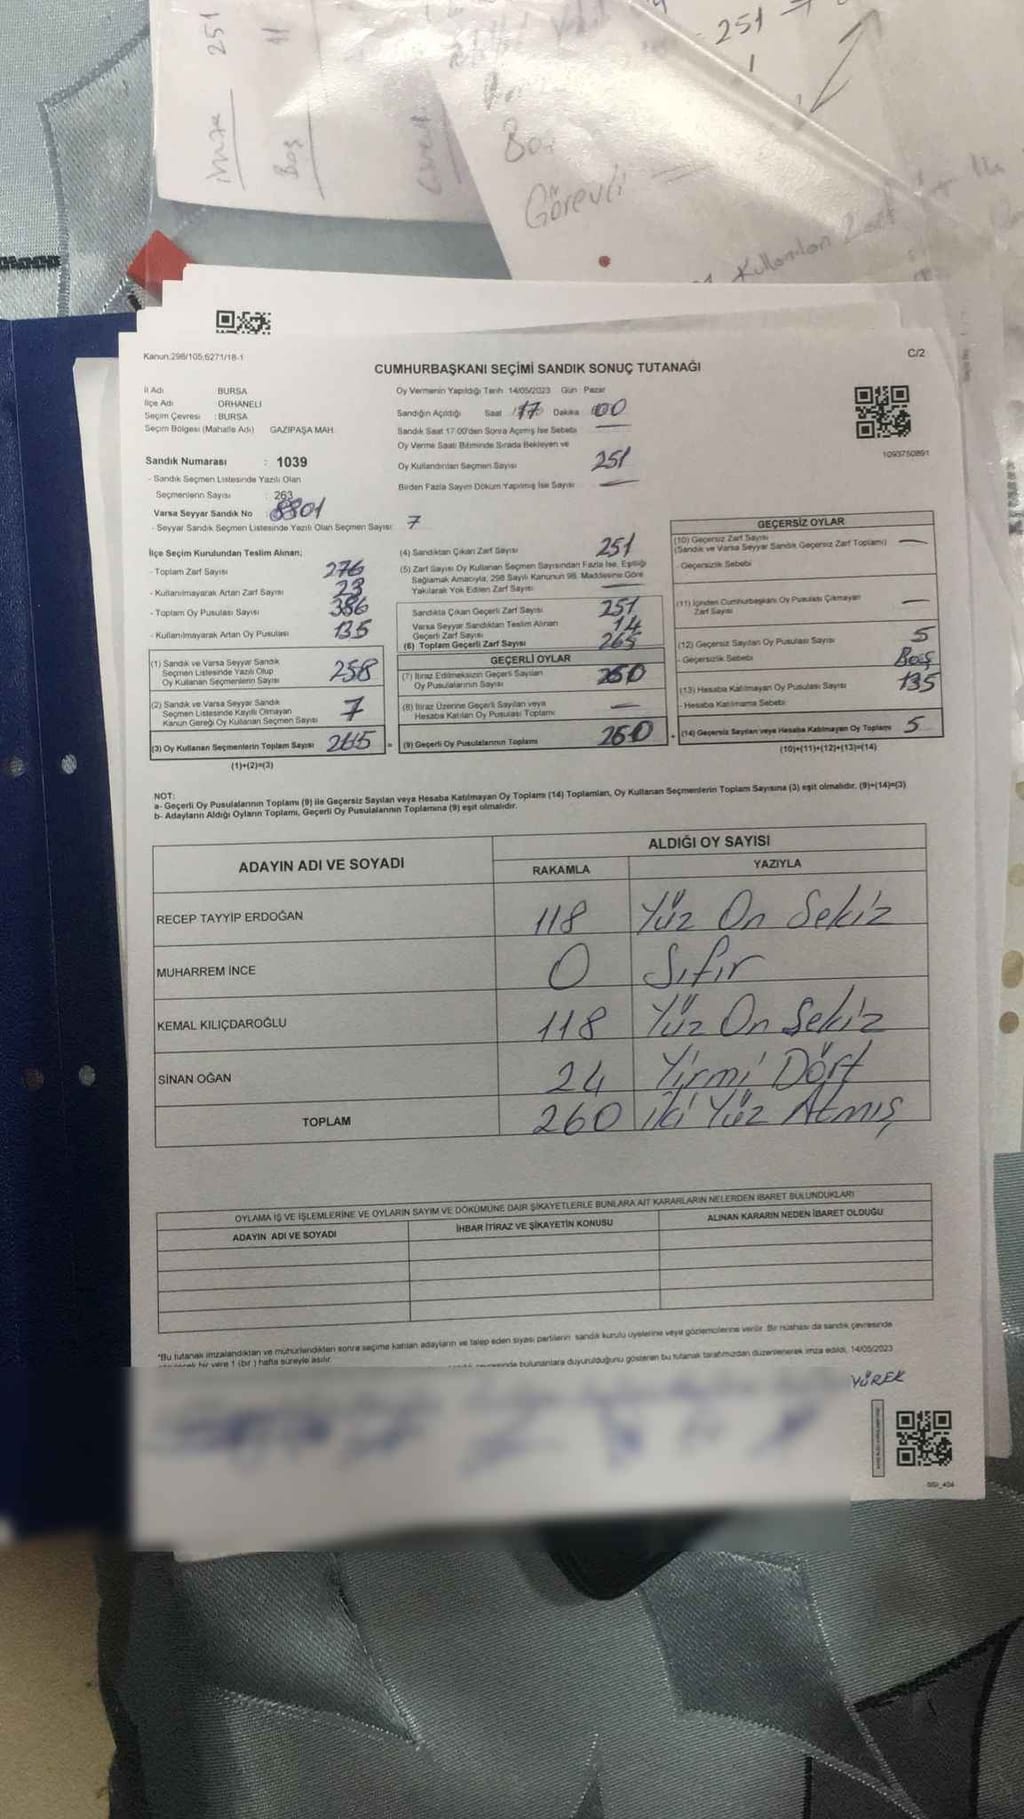 251
imza
251
Boş
11
Boş
Görevli
Kullanılan Zarf
Kanun:298/105,6271/18-1
C/2
CUMHURBAŞKANI SEÇİMİ SANDIK SONUÇ TUTANAĞI
İl Adı BURSA
İlçe Adı ORHANELİ
Seçim Çevresi : BURSA
Seçim Bölgesi (Mahalle Adı) GAZİPAŞA MAH.
Oy Vermenin Yapıldığı Tarih 14/05/2023 Gün Pazar
Sandığın Açıldığı Saat 17 Dakika 00
Sandık Saat 17:00'den Sonra Açılmış İse Sebebi —
Oy Verme Saati Bitiminde Sırada Bekleyen ve
Oy Kullandırılan Seçmen Sayısı 251
Birden Fazla Sayım Döküm Yapılmış İse Sayısı —
1093750891
Sandık Numarası : 1039
- Sandık Seçmen Listesinde Yazılı Olan
Seçmenlerin Sayısı : 263
Varsa Seyyar Sandık No 8801
- Seyyar Sandık Seçmen Listesinde Yazılı Olan Seçmen Sayısı 7
İlçe Seçim Kurulundan Teslim Alınan;
- Toplam Zarf Sayısı 276
- Kullanılmayarak Artan Zarf Sayısı 23
- Toplam Oy Pusulası Sayısı 386
- Kullanılmayarak Artan Oy Pusulası 135
(1) Sandık ve Varsa Seyyar Sandık
Seçmen Listesinde Yazılı Olup
Oy Kullanan Seçmenlerin Sayısı 258
(2) Sandık ve Varsa Seyyar Sandık
Seçmen Listesinde Kayıtlı Olmayan
Kanun Gereği Oy Kullanan Seçmen Sayısı 7
(3) Oy Kullanan Seçmenlerin Toplam Sayısı 265 =
(1)+(2)=(3)
(4) Sandıktan Çıkan Zarf Sayısı 251
(5) Zarf Sayısı Oy Kullanan Seçmen Sayısından Fazla İse, Eşitliği
Sağlamak Amacıyla, 298 Sayılı Kanunun 98. Maddesine Göre
Yakılarak Yok Edilen Zarf Sayısı —
Sandıkta Çıkan Geçerli Zarf Sayısı 251
Varsa Seyyar Sandıktan Teslim Alınan
Geçerli Zarf Sayısı 14
(6) Toplam Geçerli Zarf Sayısı 265
GEÇERLİ OYLAR
(7) İtiraz Edilmeksizin Geçerli Sayılan
Oy Pusulalarının Sayısı 260
(8) İtiraz Üzerine Geçerli Sayılan veya
Hesaba Katılan Oy Pusulası Toplamı —
(9) Geçerli Oy Pusulalarının Toplamı 260 +
GEÇERSİZ OYLAR
(10) Geçersiz Zarf Sayısı
(Sandık ve Varsa Seyyar Sandık Geçersiz Zarf Toplamı) —
- Geçersizlik Sebebi
(11) İçinden Cumhurbaşkanı Oy Pusulası Çıkmayan
Zarf Sayısı —
(12) Geçersiz Sayılan Oy Pusulası Sayısı 5
- Geçersizlik Sebebi Boş
(13) Hesaba Katılmayan Oy Pusulası Sayısı 135
- Hesaba Katılmama Sebebi
(14) Geçersiz Sayılan veya Hesaba Katılmayan Oy Toplamı 5
(10)+(11)+(12)+(13)=(14)
NOT:
a- Geçerli Oy Pusulalarının Toplamı (9) ile Geçersiz Sayılan veya Hesaba Katılmayan Oy Toplamı (14) Toplamları, Oy Kullanan Seçmenlerin Toplam Sayısına (3) eşit olmalıdır. (9)+(14)=(3)
b- Adayların Aldığı Oyların Toplamı, Geçerli Oy Pusulalarının Toplamına (9) eşit olmalıdır.
ADAYIN ADI VE SOYADI
ALDIĞI OY SAYISI
RAKAMLA YAZIYLA
RECEP TAYYİP ERDOĞAN 118 Yüz On Sekiz
MUHARREM İNCE 0 Sıfır
KEMAL KILIÇDAROĞLU 118 Yüz On Sekiz
SİNAN OĞAN 24 Yirmi Dört
TOPLAM 260 iki Yüz Atmış
OYLAMA İŞ VE İŞLEMLERİNE VE OYLARIN SAYIM VE DÖKÜMÜNE DAİR ŞİKAYETLERLE BUNLARA AİT KARARLARIN NELERDEN İBARET BULUNDUKLARI
ADAYIN ADI VE SOYADI İHBAR İTİRAZ VE ŞİKAYETİN KONUSU ALINAN KARARIN NEDEN İBARET OLDUĞU
*Bu tutanak imzalandıktan ve mühürlendikten sonra seçime katılan adayların ve talep eden siyasi partilerin sandık kurulu üyelerine veya gözlemcilerine verilir. Bir nüshası da sandık çevresinde
bir yere 1 (bir) hafta süreyle asılır.
bulunanlara duyurulduğunu gösteren bu tutanak tarafımızdan düzenlenerek imza edildi. 14/05/2023
YÜREK